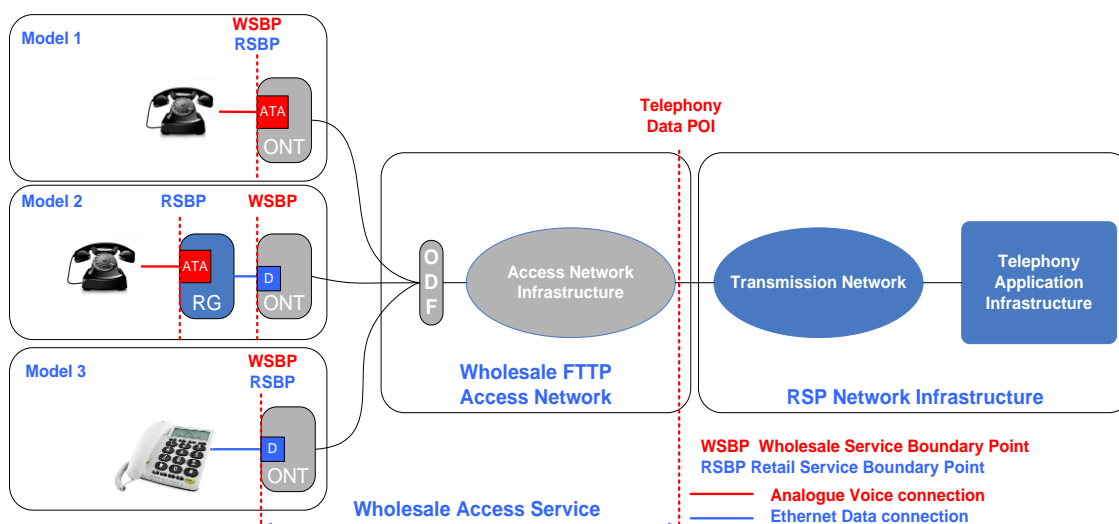 Model 1
WSBP
RSBP
ATA
ONT
Model 2
RSBP
WSBP
ATA
RG
D
ONT
Model 3
WSBP
RSBP
D
ONT
O
D
F
Access Network
Infrastructure
Wholesale FTTP
Access Network
Telephony
Data POI
Transmission Network
Telephony
Application
Infrastructure
RSP Network Infrastructure
WSBP Wholesale Service Boundary Point
RSBP Retail Service Boundary Point
Analogue Voice connection
Ethernet Data connection
Wholesale Access Service